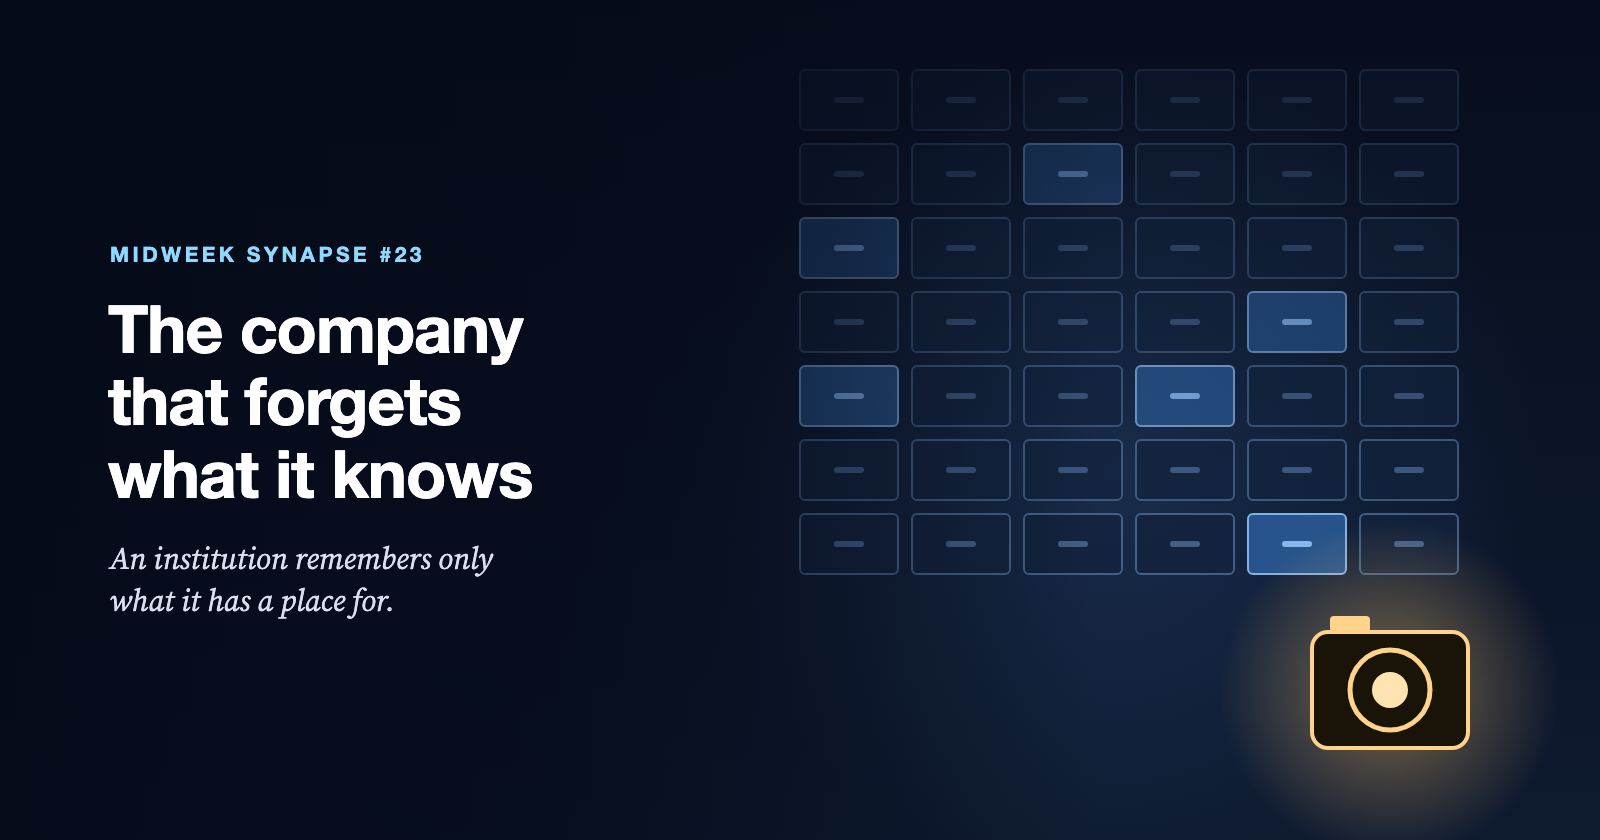 MIDWEEK SYNAPSE #23
The company
that forgets
what it knows
An institution remembers only
what it has a place for.